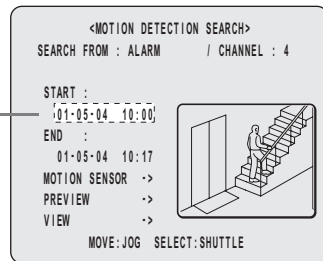 <MOTION DETECTION SEARCH>
SEARCH FROM : ALARM / CHANNEL : 4
START :
01-05-04 10:00
END :
01-05-04 10:17
MOTION SENSOR ->
PREVIEW ->
VIEW ->
MOVE:JOG SELECT:SHUTTLE